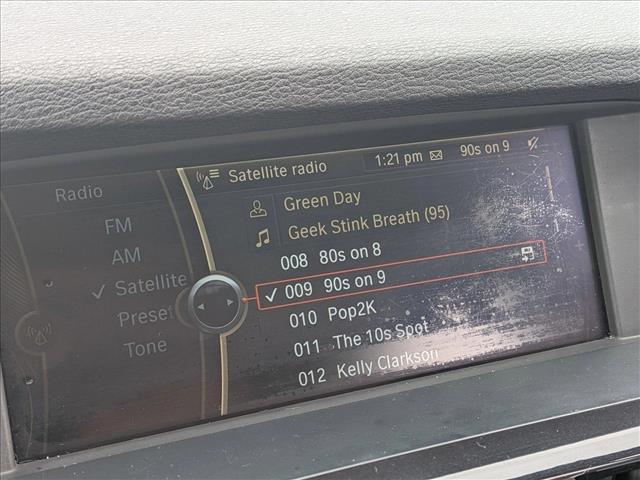 Satellite radio 1:21 pm 90s on 9
Radio
FM
AM
Satellite
Preset
Tone
Green Day
Geek Stink Breath (95)
008 80s on 8
009 90s on 9
010 Pop2K
011 The 10s Spot
012 Kelly Clarkson